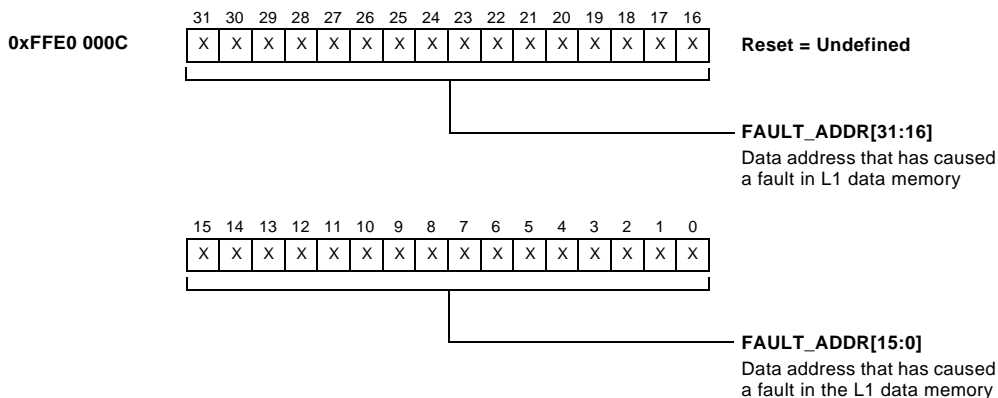 31 30 29 28 27 26 25 24 23 22 21 20 19 18 17 16
0xFFE0 000C X X X X X X X X X X X X X X X X Reset = Undefined
FAULT_ADDR[31:16]
Data address that has caused
a fault in L1 data memory
15 14 13 12 11 10 9 8 7 6 5 4 3 2 1 0
X X X X X X X X X X X X X X X X
FAULT_ADDR[15:0]
Data address that has caused
a fault in the L1 data memory